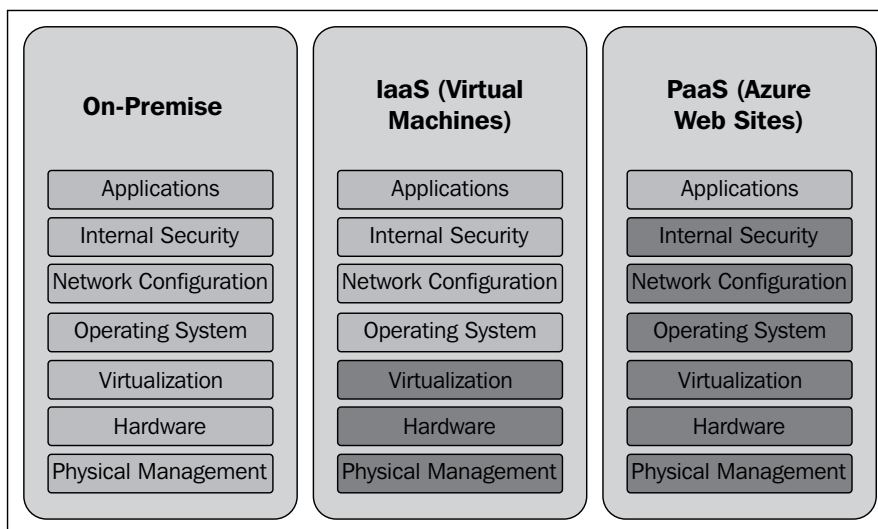 On-Premise
Applications
Internal Security
Network Configuration
Operating System
Virtualization
Hardware
Physical Management
IaaS (Virtual
Machines)
Applications
Internal Security
Network Configuration
Operating System
Virtualization
Hardware
Physical Management
PaaS (Azure
Web Sites)
Applications
Internal Security
Network Configuration
Operating System
Virtualization
Hardware
Physical Management